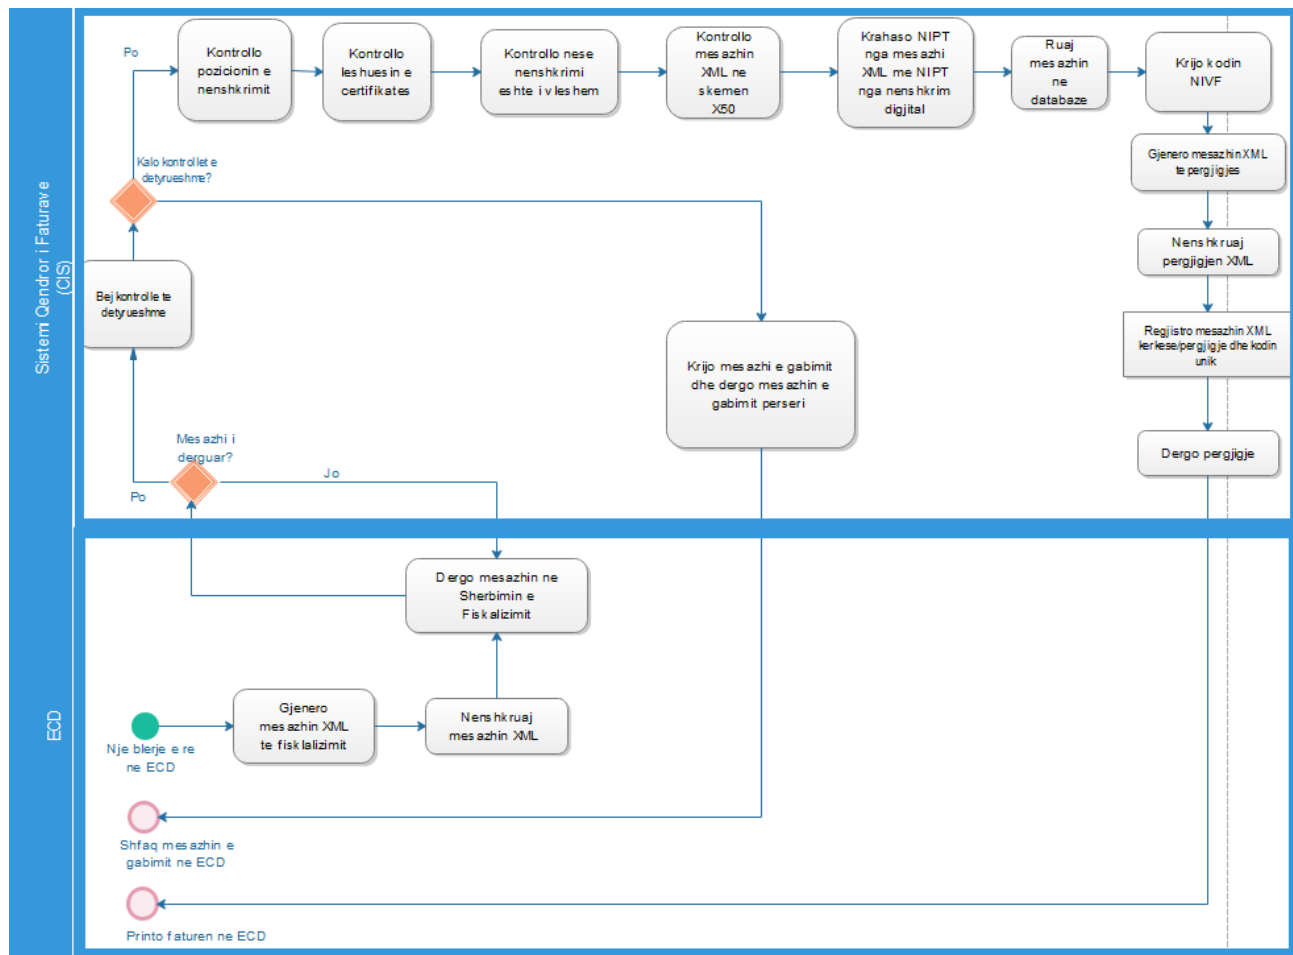 Sistemi Qendror i Faturave
(CIS)
Po
Kontrollo
pozicionin e
nenshkrimit
Kontrollo
leshuesin e
certifikates
Kontrollo nese
nenshkrimi
eshte i vleshem
Kontrollo
mesazhin
XML ne
skemen
X50
Krahaso NIPT
nga mesazhi
XML me NIPT
nga nenshkrim
digjital
Ruaj
mesazhin
ne
databaze
Krijo kodin
NIVF
Gjenero mesazhin XML
te pergjigjes
Nenshkruaj
pergjigjen XML
Regjistro mesazhin XML
kerkese/pergjigje dhe kodin
unik
Dergo pergjigje
Kalo kontrollet e
detyrueshme?
Bej kontrolle te
detyrueshme
Krijo mesazhi e gabimit
dhe dergo mesazhin e
gabimit perseri
Mesazhi i
derguar?
Jo
Po
ECD
Dergo mesazhin ne
Sherbimin e
Fiskalizimit
Gjenero
mesazhin XML
te fisklalizimit
Nenshkruaj
mesazhin XML
Nje blerje e re
ne ECD
Shfaq mesazhin e
gabimit ne ECD
Printo faturen ne ECD